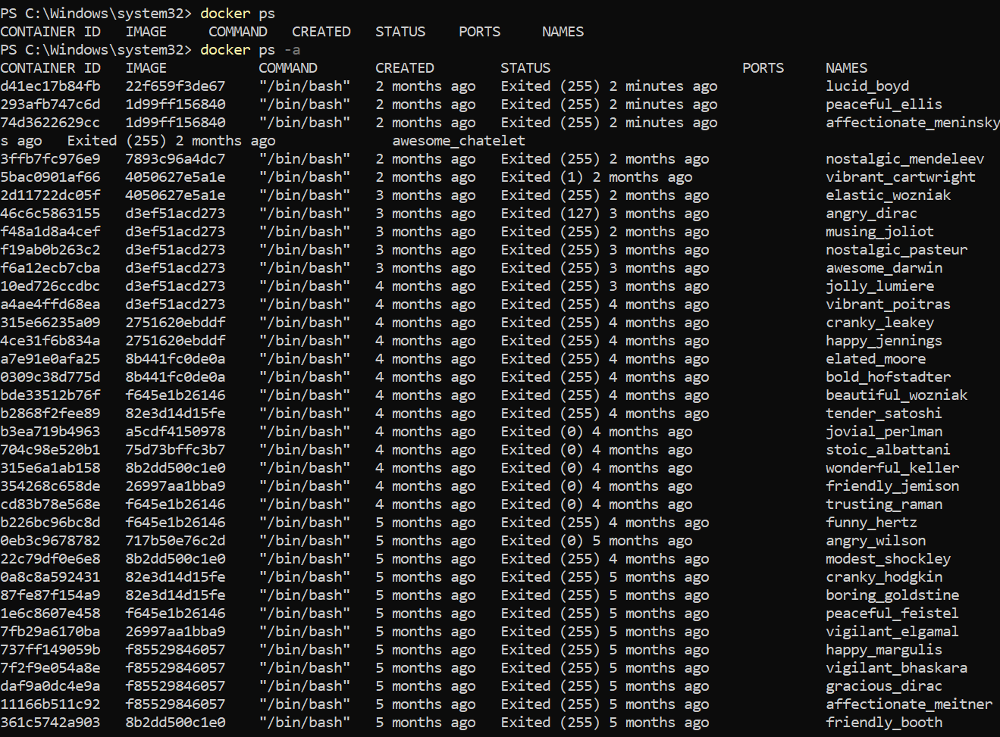 PS C:\Windows\system32> docker ps
CONTAINER ID   IMAGE     COMMAND   CREATED   STATUS    PORTS     NAMES
PS C:\Windows\system32> docker ps -a
CONTAINER ID   IMAGE          COMMAND       CREATED        STATUS                       PORTS     NAMES
d41ec17b84fb   22f659f3de67    "/bin/bash"   2 months ago   Exited (255) 2 minutes ago             lucid_boyd
293afb747c6d   1d99ff156840    "/bin/bash"   2 months ago   Exited (255) 2 minutes ago             peaceful_ellis
74d3622629cc   1d99ff156840    "/bin/bash"   2 months ago   Exited (255) 2 minutes ago             affectionate_meninsky
s ago   Exited (255) 2 months ago              awesome_chatelet
3ffb7fc976e9   7893c96a4dc7    "/bin/bash"   2 months ago   Exited (255) 2 months ago              nostalgic_mendeleev
5bac0901af66   4050627e5a1e    "/bin/bash"   2 months ago   Exited (1) 2 months ago                vibrant_cartwright
2d11722dc05f   4050627e5a1e    "/bin/bash"   3 months ago   Exited (255) 2 months ago              elastic_wozniak
46c6c5863155   d3ef51acd273    "/bin/bash"   3 months ago   Exited (127) 3 months ago              angry_dirac
f48a1d8a4cef   d3ef51acd273    "/bin/bash"   3 months ago   Exited (255) 2 months ago              musing_joliot
f19ab0b263c2   d3ef51acd273    "/bin/bash"   3 months ago   Exited (255) 3 months ago              nostalgic_pasteur
f6a12ecb7cba   d3ef51acd273    "/bin/bash"   3 months ago   Exited (255) 3 months ago              awesome_darwin
10ed726ccdbc   d3ef51acd273    "/bin/bash"   4 months ago   Exited (255) 3 months ago              jolly_lumiere
a4ae4ffd68ea   d3ef51acd273    "/bin/bash"   4 months ago   Exited (255) 4 months ago              vibrant_poitras
315e66235a09   2751620ebddf    "/bin/bash"   4 months ago   Exited (255) 4 months ago              cranky_leakey
4ce31f6b834a   2751620ebddf    "/bin/bash"   4 months ago   Exited (255) 4 months ago              happy_jennings
a7e91e0afa25   8b441fc0de0a    "/bin/bash"   4 months ago   Exited (255) 4 months ago              elated_moore
0309c38d775d   8b441fc0de0a    "/bin/bash"   4 months ago   Exited (255) 4 months ago              bold_hofstadter
bde33512b76f   f645e1b26146    "/bin/bash"   4 months ago   Exited (255) 4 months ago              beautiful_wozniak
b2868f2fee89   82e3d14d15fe    "/bin/bash"   4 months ago   Exited (255) 4 months ago              tender_satoshi
b3ea719b4963   a5cdf4150978    "/bin/bash"   4 months ago   Exited (0) 4 months ago                jovial_perlman
704c98e520b1   75d73bffc3b7    "/bin/bash"   4 months ago   Exited (0) 4 months ago                stoic_albattani
315e6a1ab158   8b2dd500c1e0    "/bin/bash"   4 months ago   Exited (0) 4 months ago                wonderful_keller
354268c658de   26997aa1bba9    "/bin/bash"   4 months ago   Exited (0) 4 months ago                friendly_jemison
cd83b78e568e   f645e1b26146    "/bin/bash"   4 months ago   Exited (0) 4 months ago                trusting_raman
b226bc96bc8d   f645e1b26146    "/bin/bash"   5 months ago   Exited (255) 4 months ago              funny_hertz
0eb3c9678782   717b50e76c2d    "/bin/bash"   5 months ago   Exited (0) 5 months ago                angry_wilson
22c79df0e6e8   8b2dd500c1e0    "/bin/bash"   5 months ago   Exited (255) 4 months ago              modest_shockley
0a8c8a592431   82e3d14d15fe    "/bin/bash"   5 months ago   Exited (255) 5 months ago              cranky_hodgkin
87fe87f154a9   82e3d14d15fe    "/bin/bash"   5 months ago   Exited (255) 5 months ago              boring_goldstine
1e6c8607e458   f645e1b26146    "/bin/bash"   5 months ago   Exited (255) 5 months ago              peaceful_feistel
7fb29a6170ba   26997aa1bba9    "/bin/bash"   5 months ago   Exited (255) 5 months ago              vigilant_elgamal
737ff149059b   f85529846057    "/bin/bash"   5 months ago   Exited (255) 5 months ago              happy_margulis
7f2f9e054a8e   f85529846057    "/bin/bash"   5 months ago   Exited (255) 5 months ago              vigilant_bhaskara
daf9a0dc4e9a   f85529846057    "/bin/bash"   5 months ago   Exited (255) 5 months ago              gracious_dirac
11166b511c92   f85529846057    "/bin/bash"   5 months ago   Exited (255) 5 months ago              affectionate_meitner
361c5742a903   8b2dd500c1e0    "/bin/bash"   5 months ago   Exited (255) 5 months ago              friendly_booth